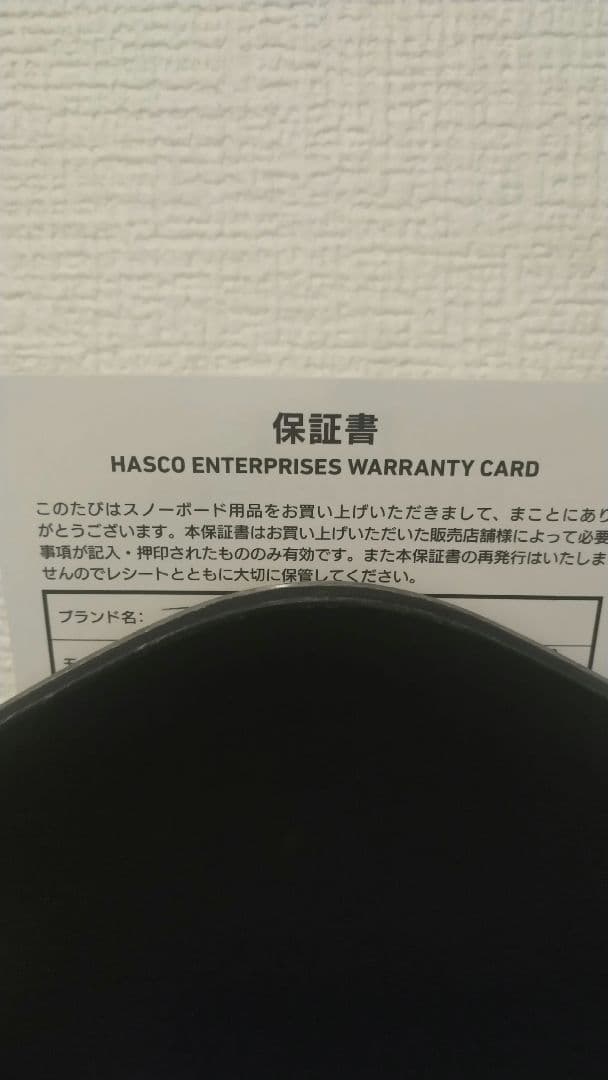 保証書
HASCO ENTERPRISES WARRANTY CARD
このたびはスノーボード用品をお買い上げいただきまして、まことにあり
がとうございます。本保証書はお買い上げいただいた販売店舗様によって必要
事項が記入・押印されたもののみ有効です。また本保証書の再発行はいたしま
せんのでレシートとともに大切に保管してください。
ブランド名: